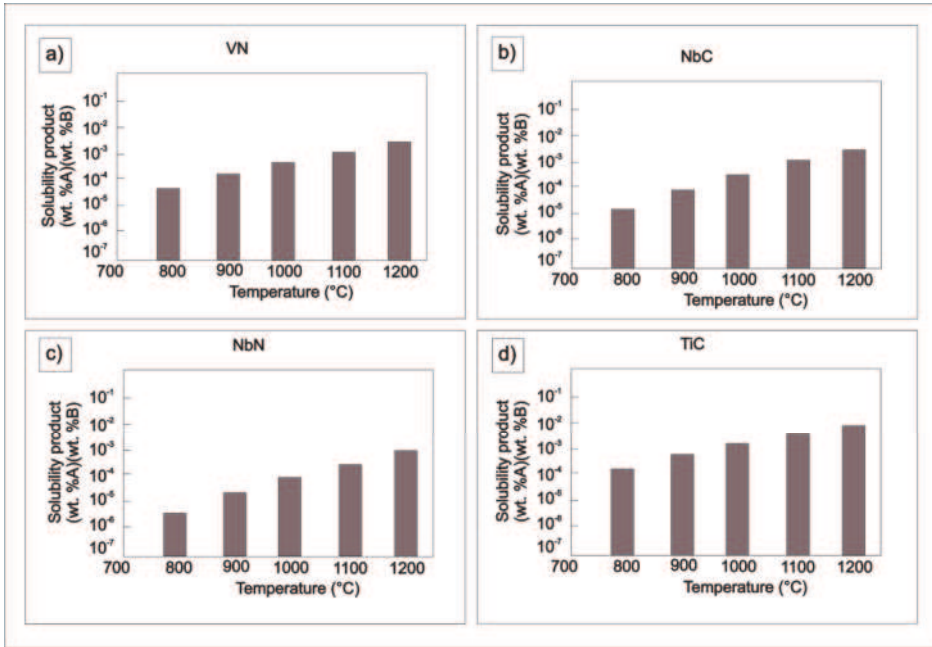 a)
VN
Solubility product
(wt. %A)(wt. %B)
10⁻¹
10⁻²
10⁻³
10⁻⁴
10⁻⁵
10⁻⁶
10⁻⁷
700 800 900 1000 1100 1200
Temperature (°C)
b)
NbC
Solubility product
(wt. %A)(wt. %B)
10⁻¹
10⁻²
10⁻³
10⁻⁴
10⁻⁵
10⁻⁶
10⁻⁷
700 800 900 1000 1100 1200
Temperature (°C)
c)
NbN
Solubility product
(wt. %A)(wt. %B)
10⁻¹
10⁻²
10⁻³
10⁻⁴
10⁻⁵
10⁻⁶
10⁻⁷
700 800 900 1000 1100 1200
Temperature (°C)
d)
TiC
Solubility product
(wt. %A)(wt. %B)
10⁻¹
10⁻²
10⁻³
10⁻⁴
10⁻⁵
10⁻⁶
10⁻⁷
700 800 900 1000 1100 1200
Temperature (°C)